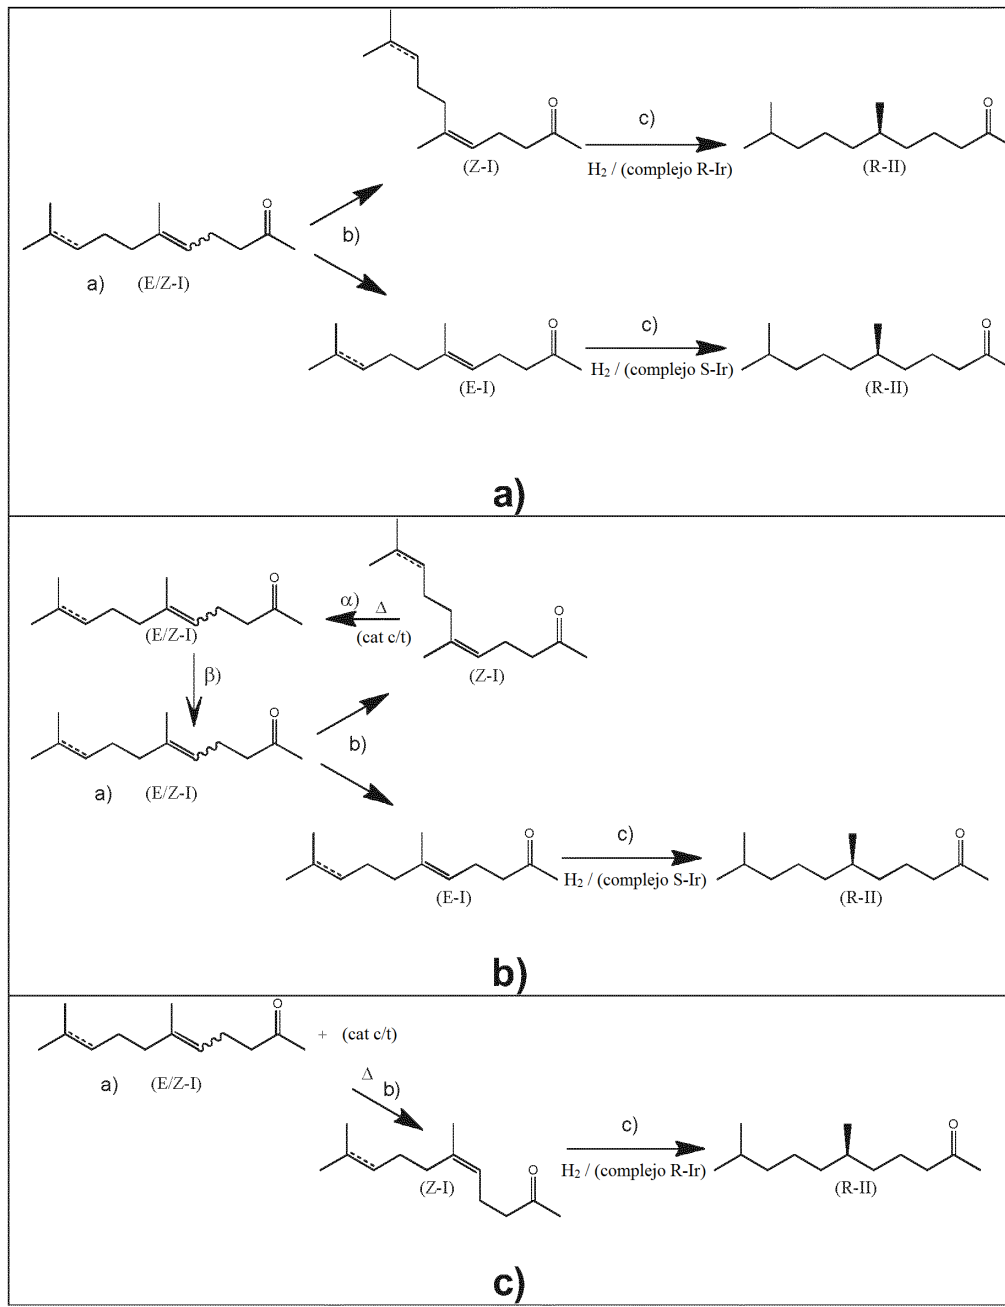 O
(Z-I)
c)
H₂ / (complejo R-Ir)
O
(R-II)
O
a)
(E/Z-I)
b)
O
(E-I)
c)
H₂ / (complejo S-Ir)
O
(R-II)
a)
O
(E/Z-I)
α)
Δ
(cat c/t)
O
(Z-I)
β)
O
a)
(E/Z-I)
b)
O
(E-I)
c)
H₂ / (complejo S-Ir)
O
(R-II)
b)
O
+ (cat c/t)
a)
(E/Z-I)
Δ
b)
O
(Z-I)
c)
H₂ / (complejo R-Ir)
O
(R-II)
c)